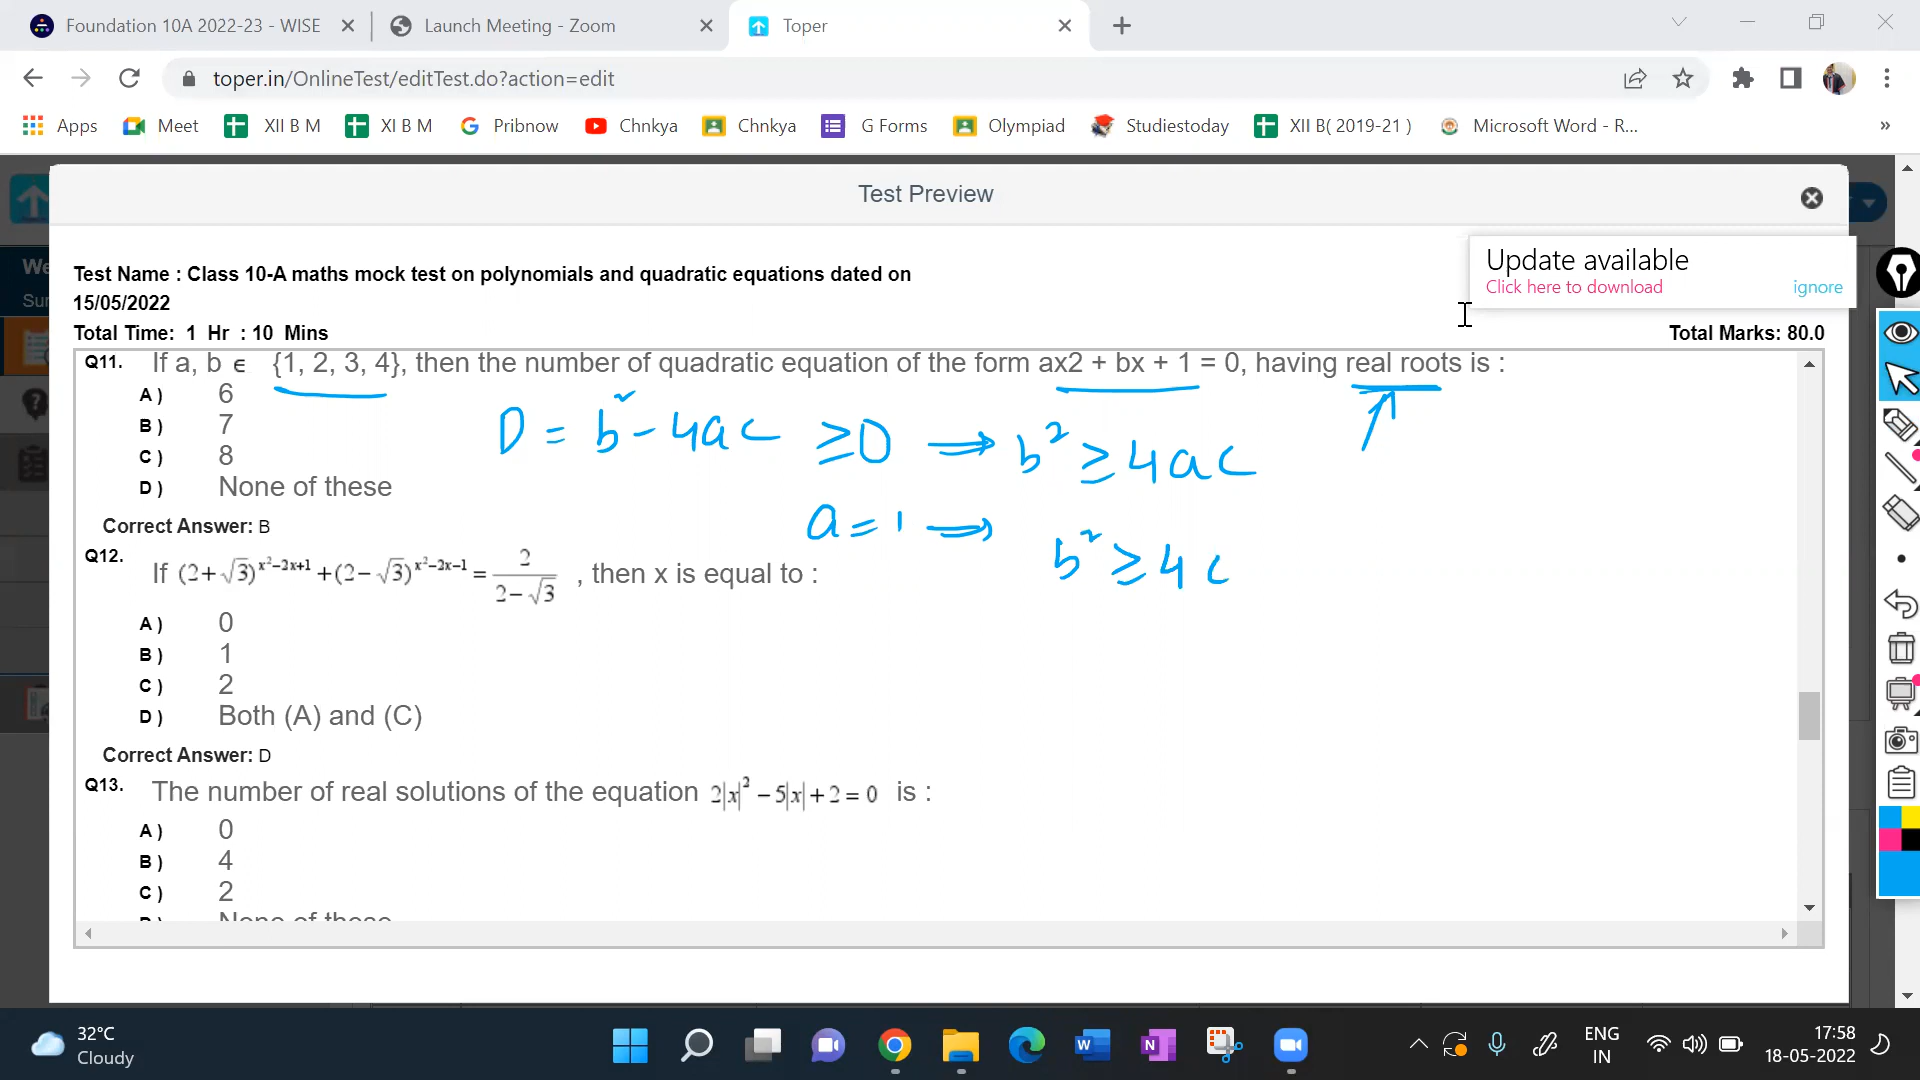 Foundation 10A 2022-23 - WISE
Launch Meeting - Zoom
Toper
toper.in/OnlineTest/editTest.do?action=edit
Apps Meet XII B M XI B M Pribnow Chnkya Chnkya G Forms Olympiad Studiestoday XII B( 2019-21 ) Microsoft Word - R... »
Test Preview
Update available
Click here to download ignore
Test Name : Class 10-A maths mock test on polynomials and quadratic equations dated on
15/05/2022
Total Time: 1 Hr : 10 Mins Total Marks: 80.0
Q11. If a, b ∈ {1, 2, 3, 4}, then the number of quadratic equation of the form ax2 + bx + 1 = 0, having real roots is :
A ) 6
B ) 7
C ) 8
D ) None of these
D = b² - 4ac ≥0 ⟹ b² ≥ 4ac
a = 1 ⟹ b² ≥ 4c
Correct Answer: B
Q12. If (2+√3)^{x²-2x+1} + (2-√3)^{x²-2x-1} = 2/(2-√3) , then x is equal to :
A ) 0
B ) 1
C ) 2
D ) Both (A) and (C)
Correct Answer: D
Q13. The number of real solutions of the equation 2|x|² - 5|x| + 2 = 0 is :
A ) 0
B ) 4
C ) 2
D ) None of these
32°C
Cloudy
ENG
IN
17:58
18-05-2022